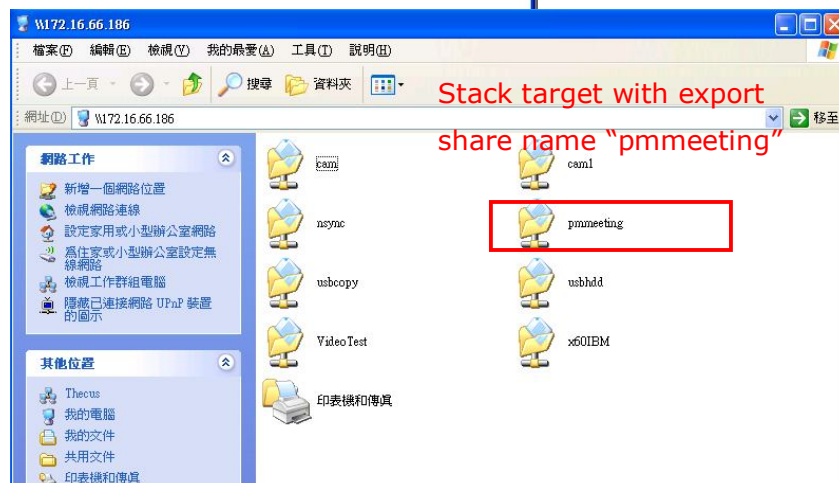 \\172.16.66.186
檔案(F) 編輯(E) 檢視(V) 我的最愛(A) 工具(T) 說明(H)
上一頁 搜尋 資料夾
網址(D) \\172.16.66.186 移至
Stack target with export
share name “pmmeeting”
網路工作
新增一個網路位置
檢視網路連線
設定家用或小型辦公室網路
爲住家或小型辦公室設定無
線網路
檢視工作群組電腦
隱藏已連接網路 UPnP 裝置
的圖示
其他位置
Thecus
我的電腦
我的文件
共用文件
印表機和傳真
cam
cam1
nsync
pmmeeting
usbcopy
usbhdd
VideoTest
x60IBM
印表機和傳真